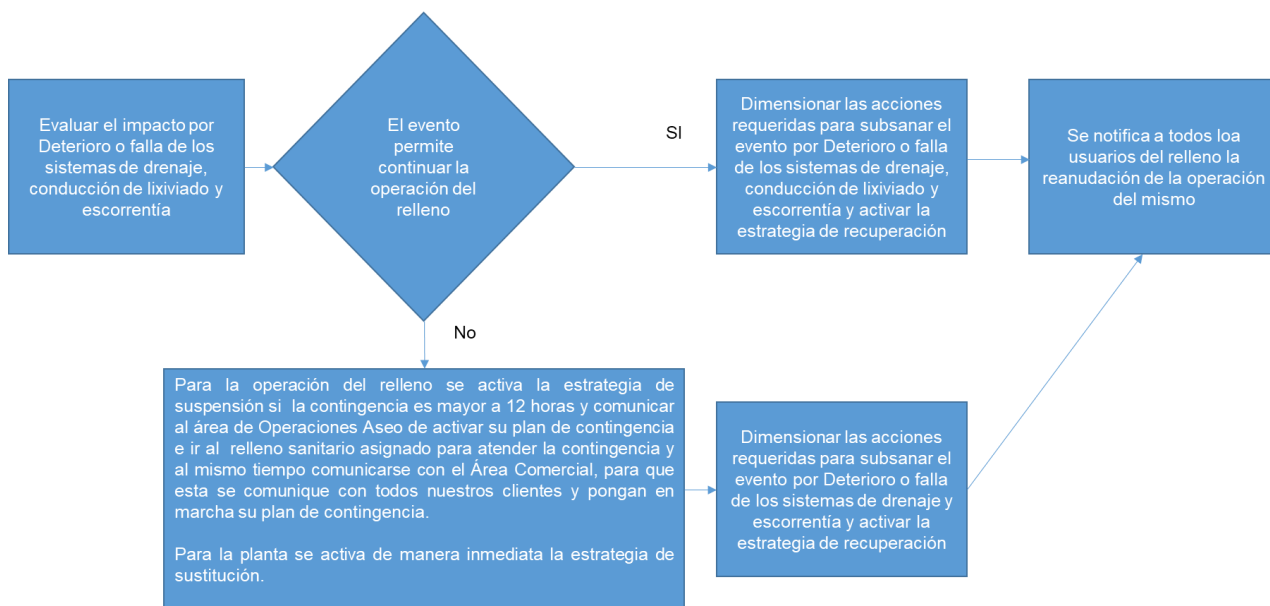 Evaluar el impacto por
Deterioro o falla de los
sistemas de drenaje,
conducción de lixiviado y
escorrentía
El evento
permite
continuar la
operación del
relleno
SI
Dimensionar las acciones
requeridas para subsanar el
evento por Deterioro o falla
de los sistemas de drenaje,
conducción de lixiviado y
escorrentía y activar la
estrategia de recuperación
Se notifica a todos loa
usuarios del relleno la
reanudación de la operación
del mismo
No
Para la operación del relleno se activa la estrategia de
suspensión si la contingencia es mayor a 12 horas y comunicar
al área de Operaciones Aseo de activar su plan de contingencia
e ir al relleno sanitario asignado para atender la contingencia y
al mismo tiempo comunicarse con el Área Comercial, para que
esta se comunique con todos nuestros clientes y pongan en
marcha su plan de contingencia.
Para la planta se activa de manera inmediata la estrategia de
sustitución.
Dimensionar las acciones
requeridas para subsanar el
evento por Deterioro o falla
de los sistemas de drenaje y
escorrentía y activar la
estrategia de recuperación